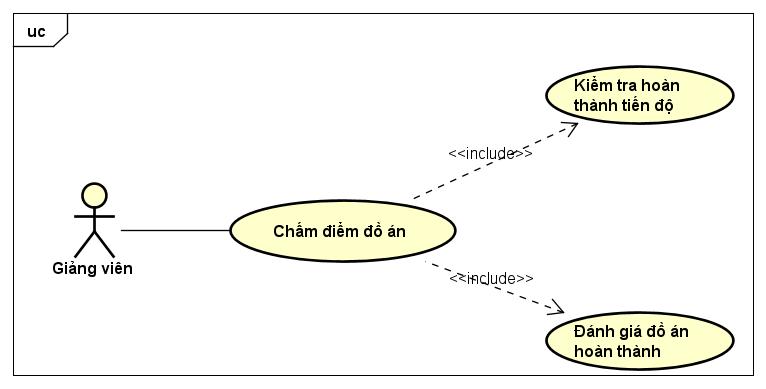 uc
Kiểm tra hoàn
thành tiến độ
<<include>>
Chấm điểm đồ án
Giảng viên
<<include>>
Đánh giá đồ án
hoàn thành